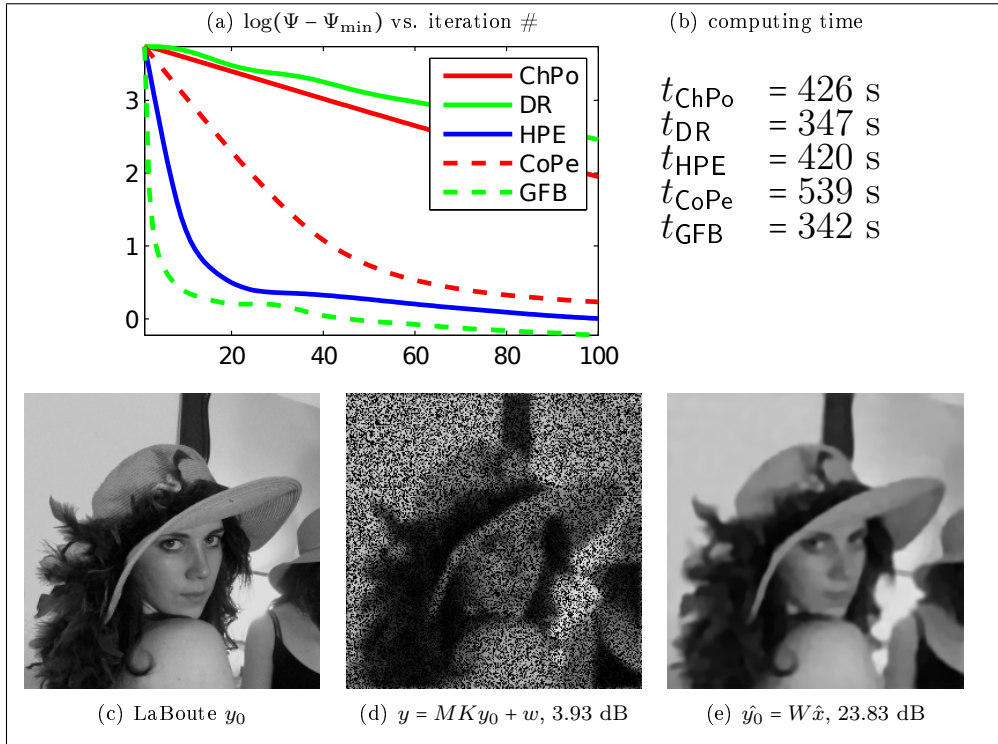 (a) log(Ψ − Ψmin) vs. iteration #
(b) computing time
3
2
1
0
20 40 60 80 100
ChPo
DR
HPE
CoPe
GFB
tChPo = 426 s
tDR = 347 s
tHPE = 420 s
tCoPe = 539 s
tGFB = 342 s
(c) LaBoute y0
(d) y = MKy0 + w, 3.93 dB
(e) ŷ0 = Wx̂, 23.83 dB